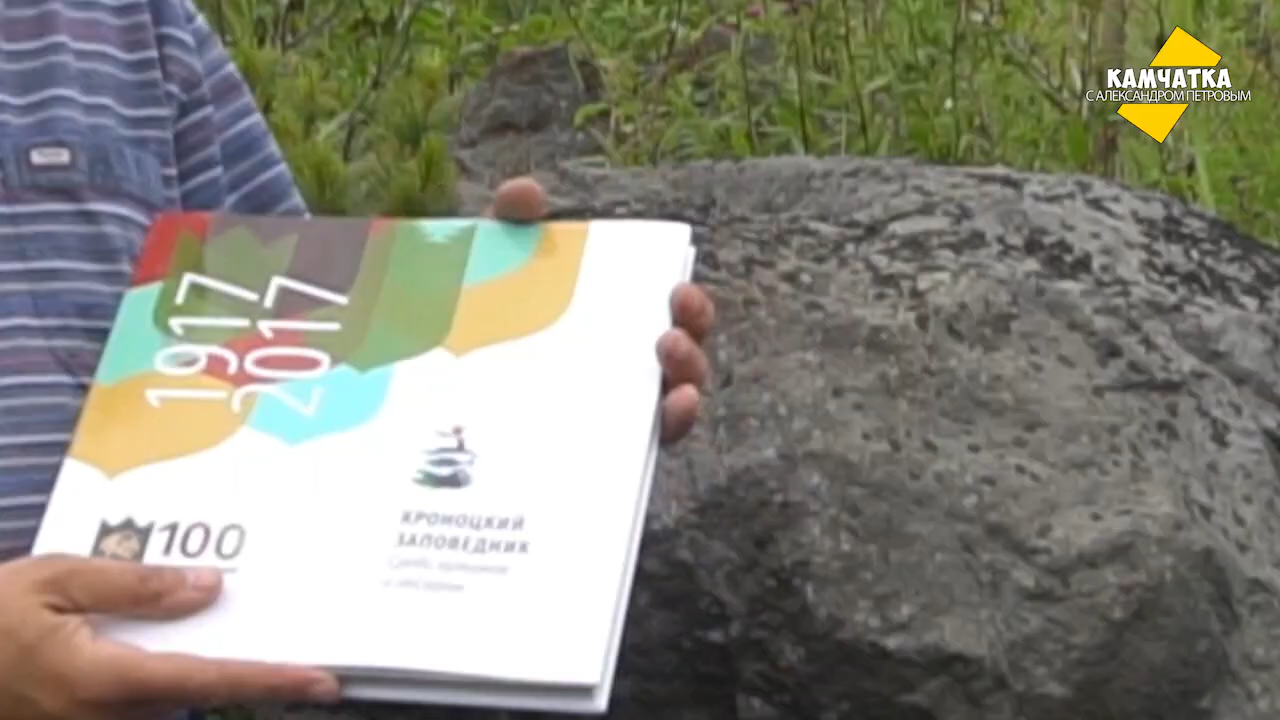 КАМЧАТКА
С АЛЕКСАНДРОМ ПЕТРОВЫМ
1917
2017
100
КРОНОЦКИЙ
ЗАПОВЕДНИК